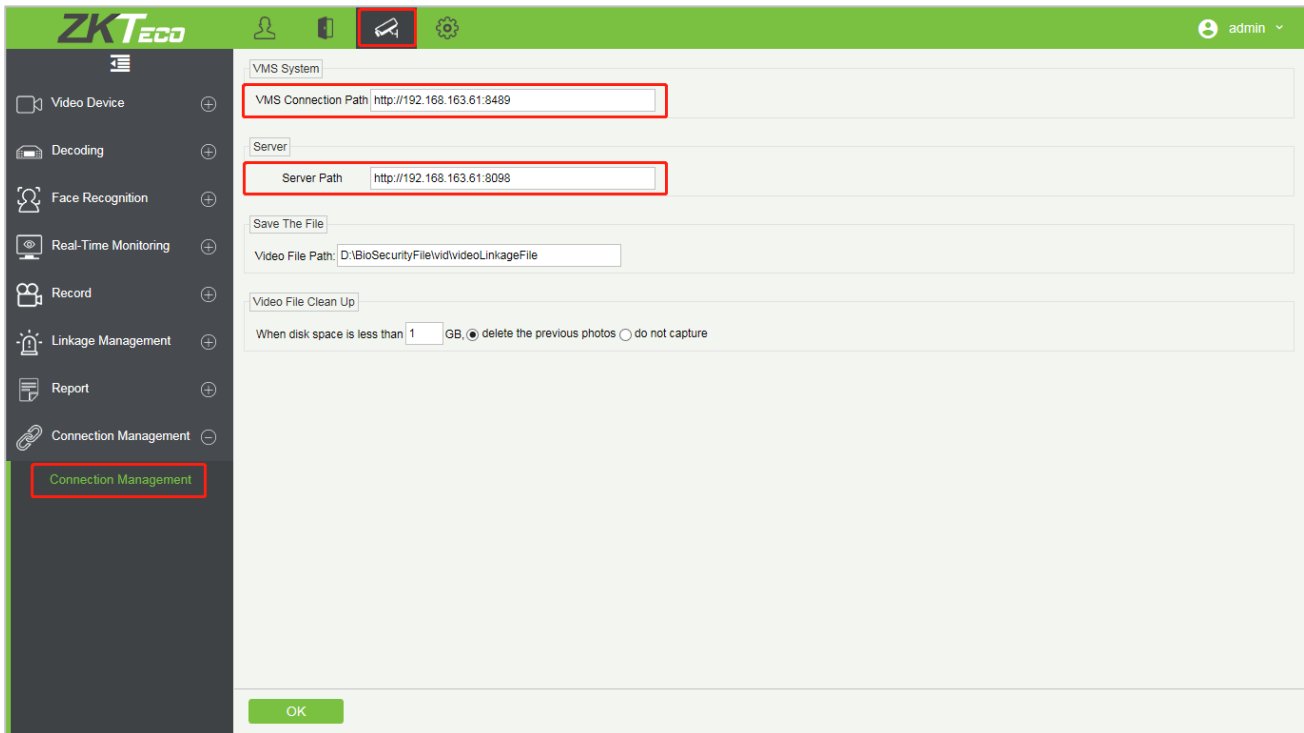 ZKTeco
admin
Video Device
Decoding
Face Recognition
Real-Time Monitoring
Record
Linkage Management
Report
Connection Management
Connection Management
VMS System
VMS Connection Path http://192.168.163.61:8489
Server
Server Path http://192.168.163.61:8098
Save The File
Video File Path: D:\BioSecurityFile\vid\videoLinkageFile
Video File Clean Up
When disk space is less than 1 GB, delete the previous photos do not capture
OK